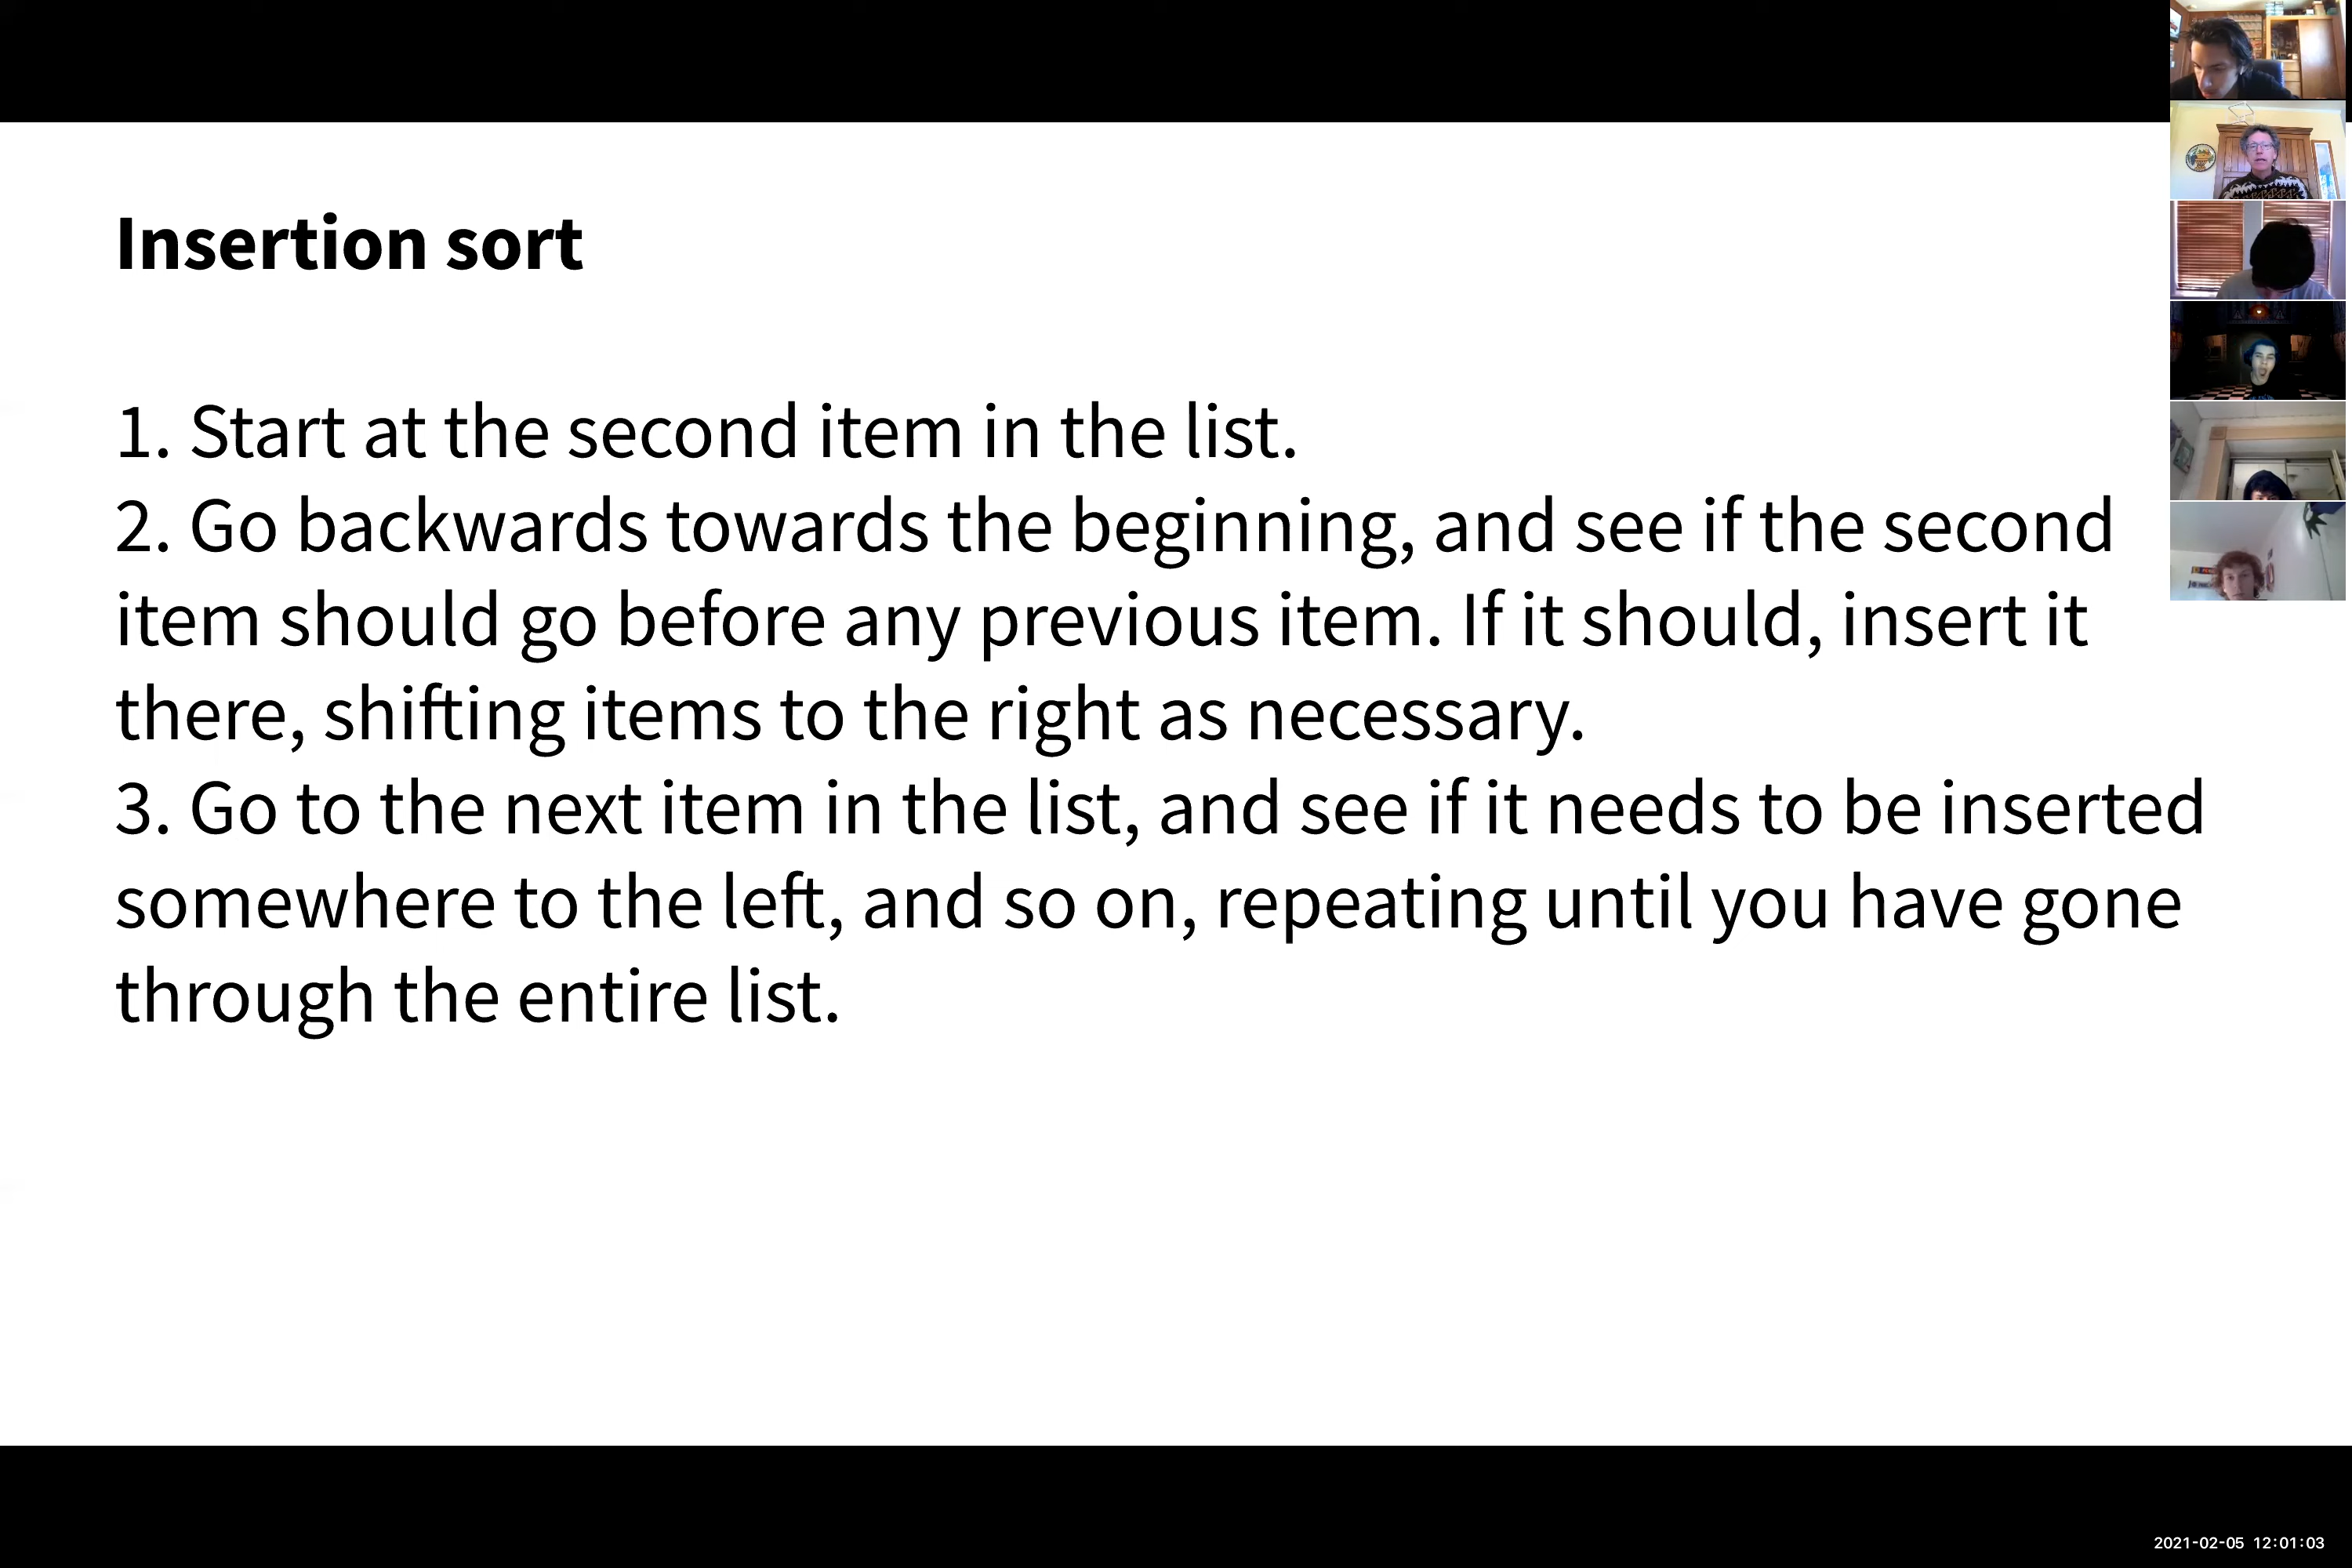 Insertion sort
1. Start at the second item in the list.
2. Go backwards towards the beginning, and see if the second
item should go before any previous item. If it should, insert it
there, shifting items to the right as necessary.
3. Go to the next item in the list, and see if it needs to be inserted
somewhere to the left, and so on, repeating until you have gone
through the entire list.
2021-02-05 12:01:03